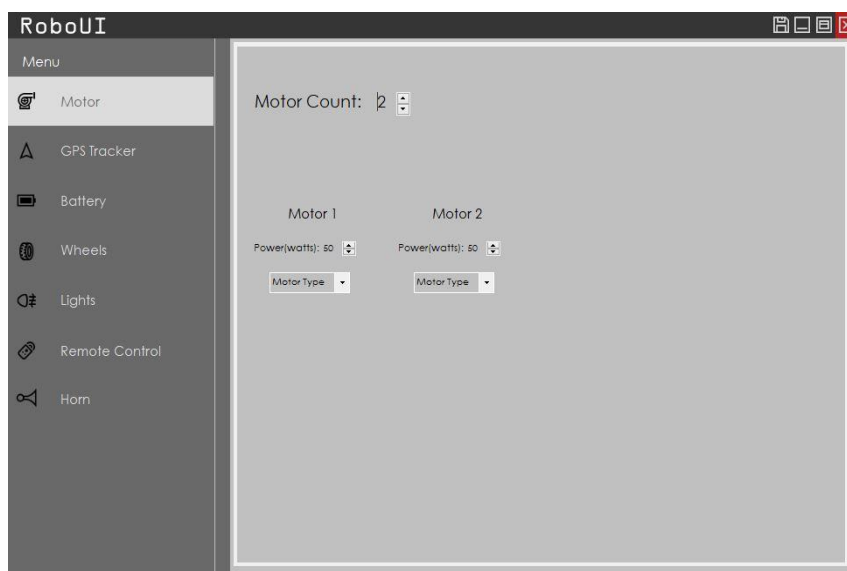 RoboUI
Menu
Motor
GPS Tracker
Battery
Wheels
Lights
Remote Control
Horn
Motor Count: 2
Motor 1 Motor 2
Power(watts): 50 Power(watts): 50
Motor Type Motor Type